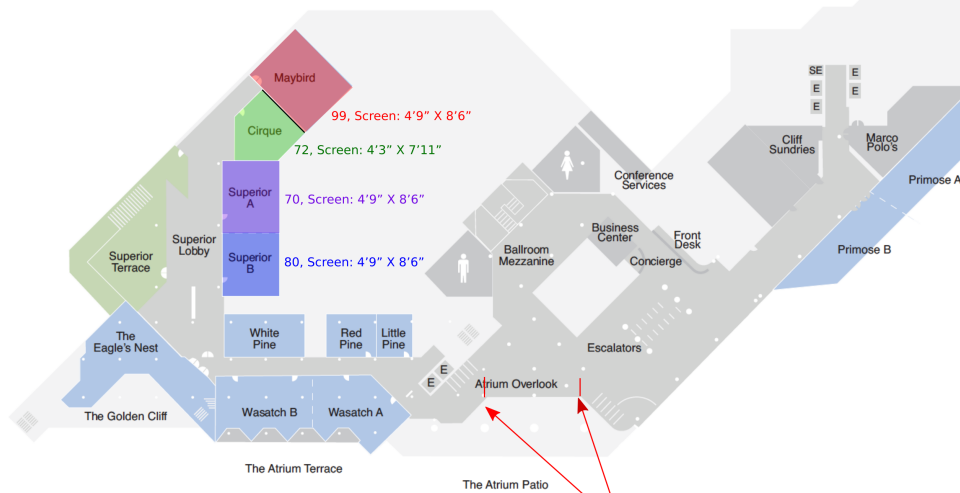 Maybird
99, Screen: 4’9” X 8’6”
Cirque
72, Screen: 4’3” X 7’11”
Superior
A
70, Screen: 4’9” X 8’6”
Superior
B
80, Screen: 4’9” X 8’6”
Superior
Lobby
Superior
Terrace
The
Eagle's Nest
The Golden Cliff
White
Pine
Red
Pine
Little
Pine
Wasatch B
Wasatch A
The Atrium Terrace
E
E
Atrium Overlook
The Atrium Patio
Escalators
Ballroom
Mezzanine
Business
Center
Concierge
Front
Desk
Conference
Services
Cliff
Sundries
SE
E
E
E
E
Marco
Polo's
Primose A
Primose B